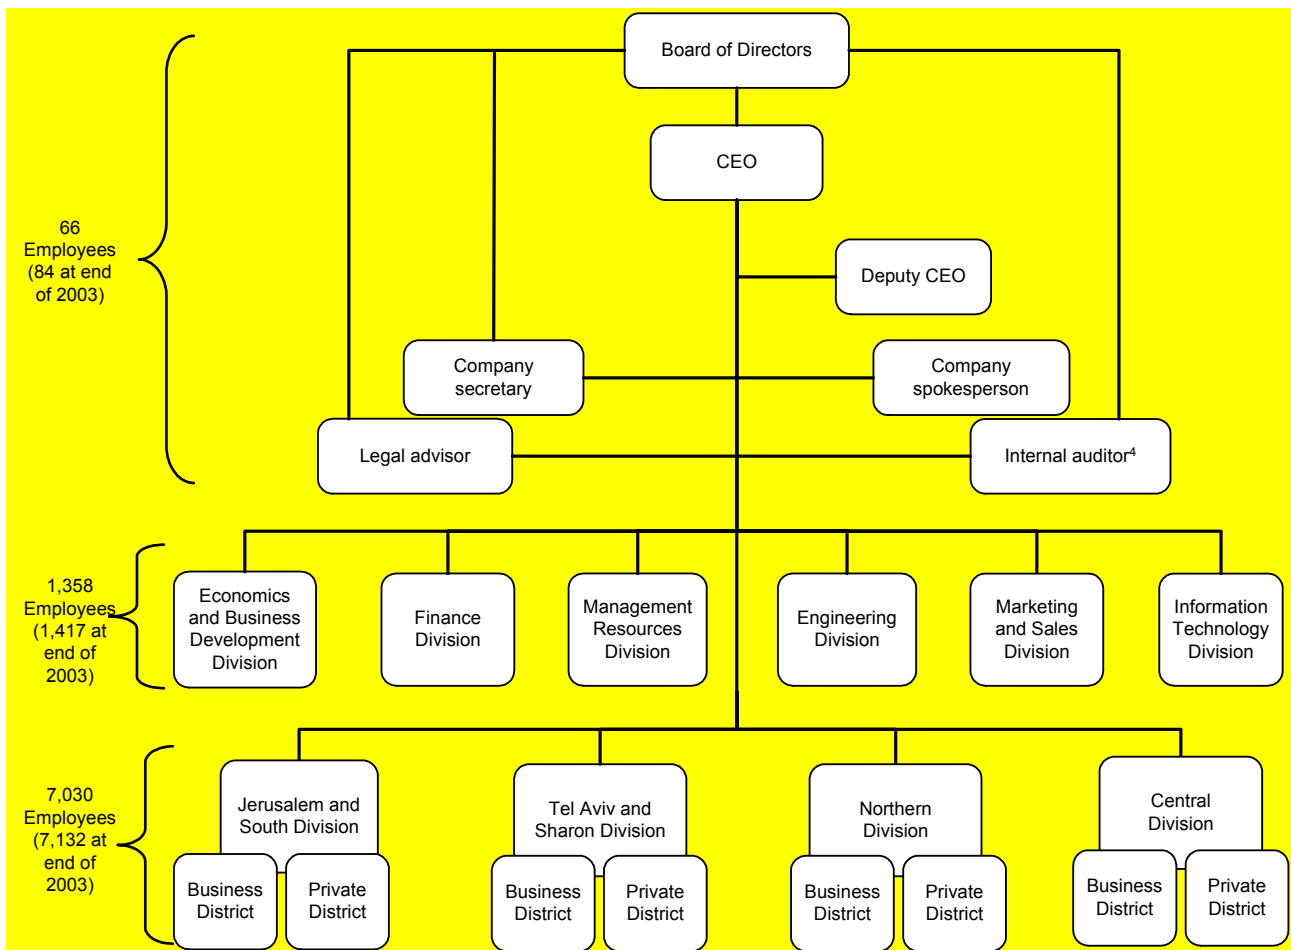 Board of Directors
CEO
66
Employees
(84 at end
of 2003)
Deputy CEO
Company
secretary
Company
spokesperson
Legal advisor
Internal auditor⁴
1,358
Employees
(1,417 at
end of
2003)
Economics
and Business
Development
Division
Finance
Division
Management
Resources
Division
Engineering
Division
Marketing
and Sales
Division
Information
Technology
Division
7,030
Employees
(7,132 at
end of
2003)
Jerusalem and
South Division
Tel Aviv and
Sharon Division
Northern
Division
Central
Division
Business
District
Private
District
Business
District
Private
District
Business
District
Private
District
Business
District
Private
District